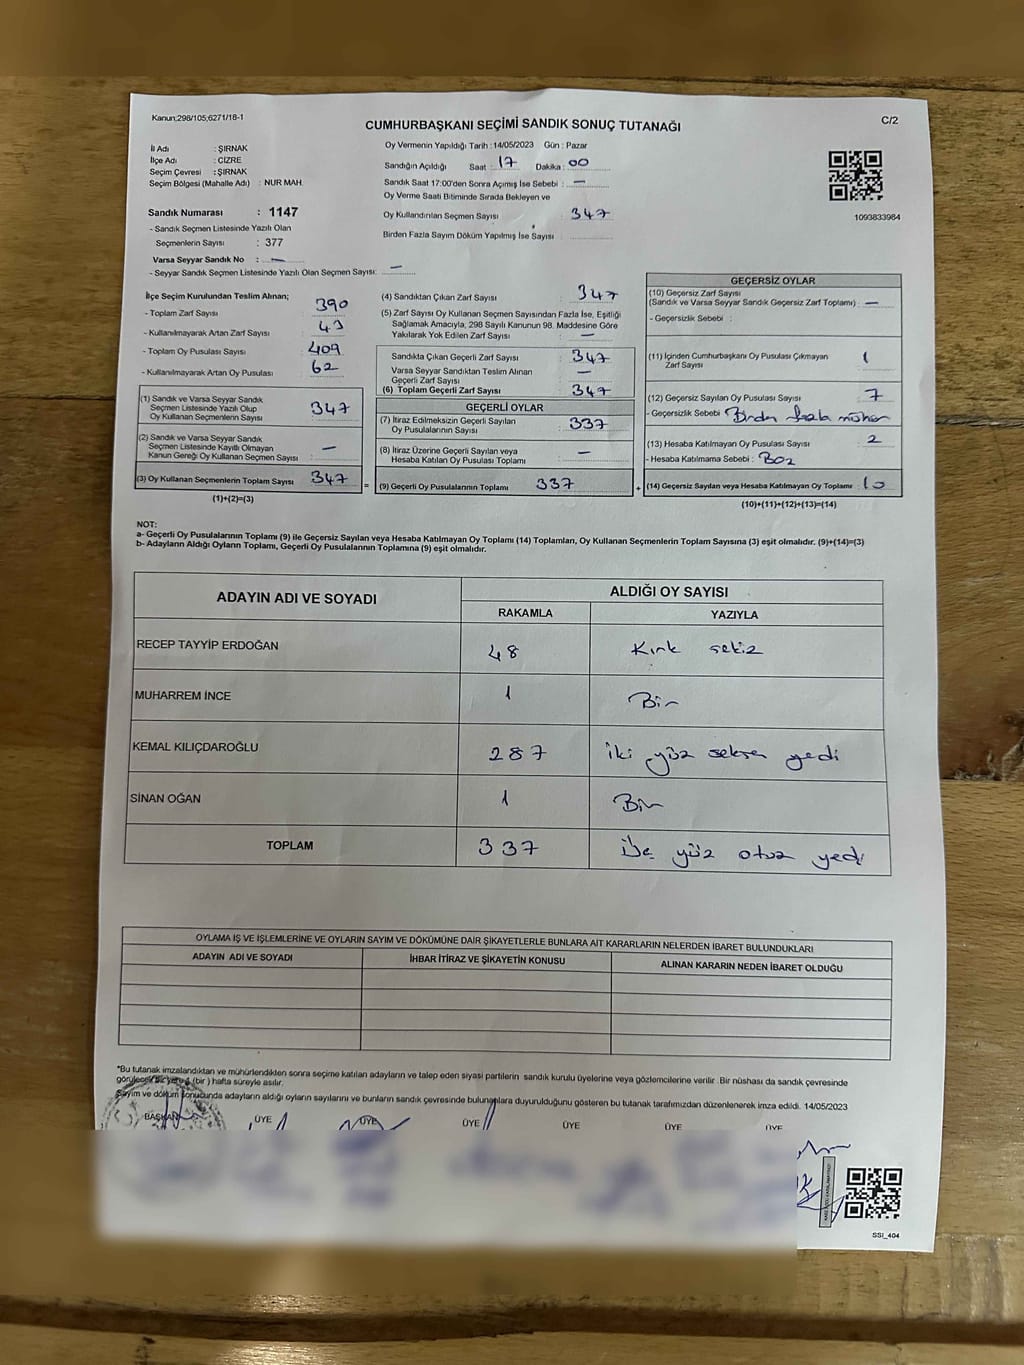 Kanun;298/105;6271/18-1
CUMHURBAŞKANI SEÇİMİ SANDIK SONUÇ TUTANAĞI
C/2
İl Adı : ŞIRNAK
İlçe Adı : CİZRE
Seçim Çevresi : ŞIRNAK
Seçim Bölgesi (Mahalle Adı) : NUR MAH.
Sandık Numarası : 1147
- Sandık Seçmen Listesinde Yazılı Olan
Seçmenlerin Sayısı : 377
Varsa Seyyar Sandık No : —
- Seyyar Sandık Seçmen Listesinde Yazılı Olan Seçmen Sayısı: —
Oy Vermenin Yapıldığı Tarih : 14/05/2023 Gün : Pazar
Sandığın Açıldığı Saat : 17 Dakika : 00
Sandık Saat 17:00'den Sonra Açımış İse Sebebi : —
Oy Verme Saati Bitiminde Sırada Bekleyen ve
Oy Kullandırılan Seçmen Sayısı 347
Birden Fazla Sayım Döküm Yapılmış İse Sayısı :
1093833984
İlçe Seçim Kurulundan Teslim Alınan;
- Toplam Zarf Sayısı 390
- Kullanılmayarak Artan Zarf Sayısı : 43
- Toplam Oy Pusulası Sayısı 409
- Kullanılmayarak Artan Oy Pusulası : 62
(1) Sandık ve Varsa Seyyar Sandık
Seçmen Listesinde Yazılı Olup
Oy Kullanan Seçmenlerin Sayısı 347
(2) Sandık ve Varsa Seyyar Sandık
Seçmen Listesinde Kayıtlı Olmayan
Kanun Gereği Oy Kullanan Seçmen Sayısı : —
(3) Oy Kullanan Seçmenlerin Toplam Sayısı 347
(1)+(2)=(3)
(4) Sandıktan Çıkan Zarf Sayısı : 347
(5) Zarf Sayısı Oy Kullanan Seçmen Sayısından Fazla İse, Eşitliği
Sağlamak Amacıyla, 298 Sayılı Kanunun 98. Maddesine Göre
Yakılarak Yok Edilen Zarf Sayısı : —
Sandıkta Çıkan Geçerli Zarf Sayısı : 347
Varsa Seyyar Sandıktan Teslim Alınan
Geçerli Zarf Sayısı : —
(6) Toplam Geçerli Zarf Sayısı : 347
GEÇERLİ OYLAR
(7) İtiraz Edilmeksizin Geçerli Sayılan
Oy Pusulalarının Sayısı : 337
(8) İtiraz Üzerine Geçerli Sayılan veya
Hesaba Katılan Oy Pusulası Toplamı : —
= (9) Geçerli Oy Pusulalarının Toplamı : 337
GEÇERSİZ OYLAR
(10) Geçersiz Zarf Sayısı
(Sandık ve Varsa Seyyar Sandık Geçersiz Zarf Toplamı) : —
- Geçersizlik Sebebi :
(11) İçinden Cumhurbaşkanı Oy Pusulası Çıkmayan
Zarf Sayısı : 1
(12) Geçersiz Sayılan Oy Pusulası Sayısı : 7
- Geçersizlik Sebebi : Birden fazla mühür
(13) Hesaba Katılmayan Oy Pusulası Sayısı : 2
- Hesaba Katılmama Sebebi : Boz
+ (14) Geçersiz Sayılan veya Hesaba Katılmayan Oy Toplamı : 10
(10)+(11)+(12)+(13)=(14)
NOT:
a- Geçerli Oy Pusulalarının Toplamı (9) ile Geçersiz Sayılan veya Hesaba Katılmayan Oy Toplamı (14) Toplamları, Oy Kullanan Seçmenlerin Toplam Sayısına (3) eşit olmalıdır. (9)+(14)=(3)
b- Adayların Aldığı Oyların Toplamı, Geçerli Oy Pusulalarının Toplamına (9) eşit olmalıdır.
ADAYIN ADI VE SOYADI ALDIĞI OY SAYISI
RAKAMLA YAZIYLA
RECEP TAYYİP ERDOĞAN 48 Kırk sekiz
MUHARREM İNCE 1 Bir
KEMAL KILIÇDAROĞLU 287 iki yüz seksen yedi
SİNAN OĞAN 1 Bir
TOPLAM 337 üç yüz otuz yedi
OYLAMA İŞ VE İŞLEMLERİNE VE OYLARIN SAYIM VE DÖKÜMÜNE DAİR ŞİKAYETLERLE BUNLARA AİT KARARLARIN NELERDEN İBARET BULUNDUKLARI
ADAYIN ADI VE SOYADI İHBAR İTİRAZ VE ŞİKAYETİN KONUSU ALINAN KARARIN NEDEN İBARET OLDUĞU
*Bu tutanak imzalandıktan ve mühürlendikten sonra seçime katılan adayların ve talep eden siyasi partilerin sandık kurulu üyelerine veya gözlemcilerine verilir .Bir nüshası da sandık çevresinde
görülecek bir yere (bir ) hafta süreyle asılır.
Sayım ve döküm sonucunda adayların aldığı oyların sayılarını ve bunların sandık çevresinde bulunanlara duyurulduğunu gösteren bu tutanak tarafımızdan düzenlenerek imza edildi. 14/05/2023
BAŞKAN ÜYE ÜYE ÜYE ÜYE ÜYE ÜYE
SSI_404